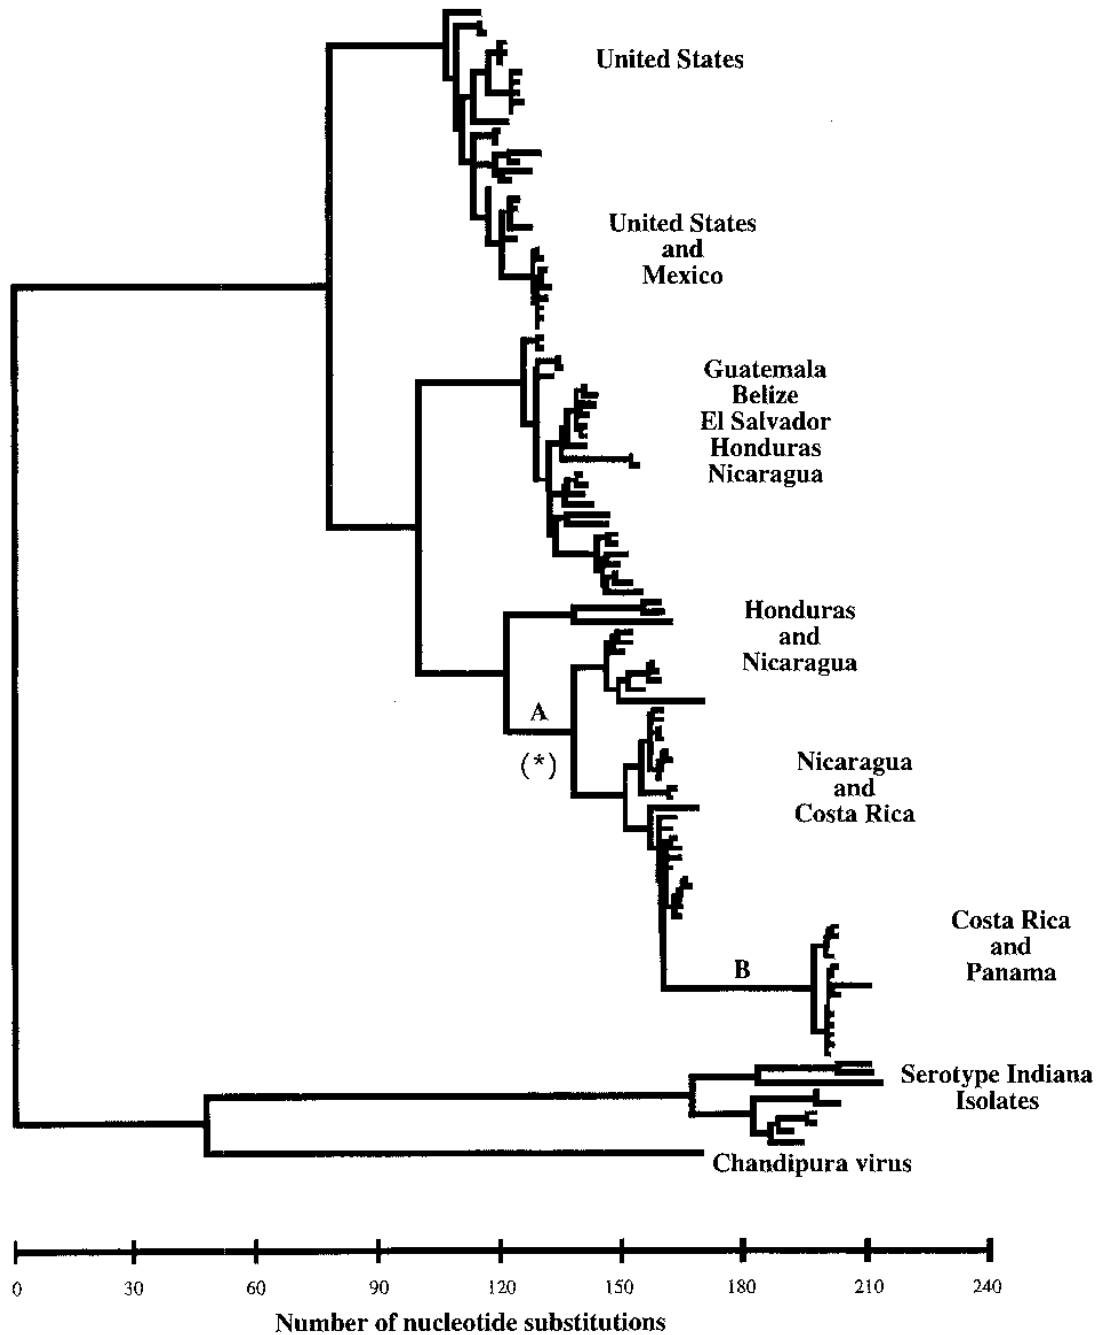 United States
United States
and
Mexico
Guatemala
Belize
El Salvador
Honduras
Nicaragua
Honduras
and
Nicaragua
A
(*)
Nicaragua
and
Costa Rica
Costa Rica
and
Panama
B
Serotype Indiana
Isolates
Chandipura virus
0 30 60 90 120 150 180 210 240
Number of nucleotide substitutions